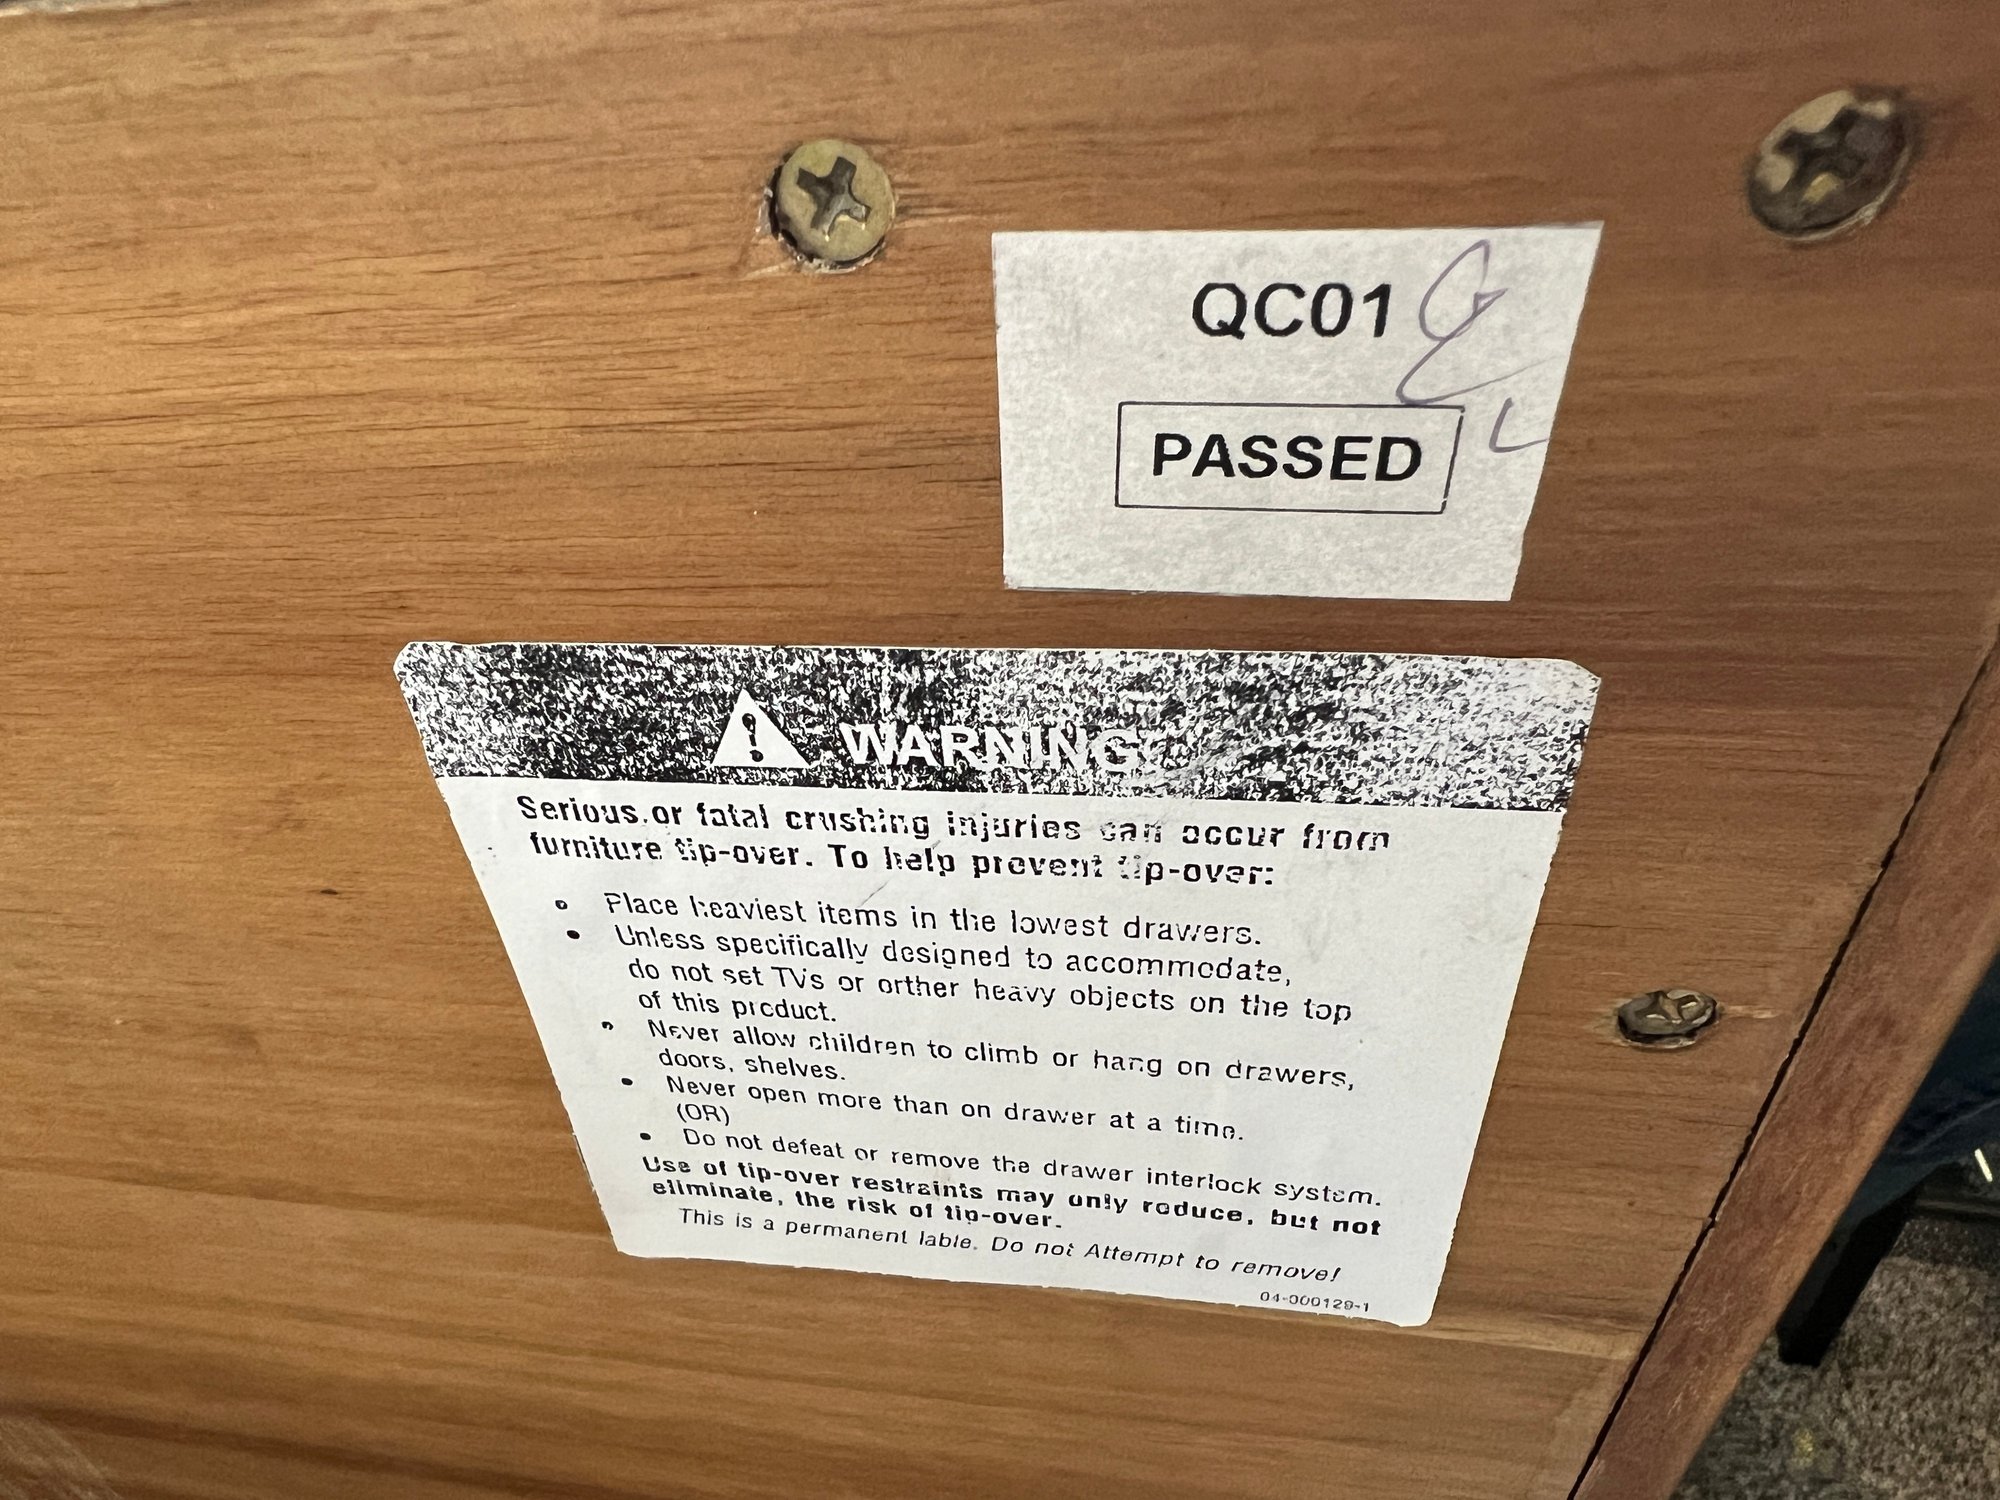 QC01
PASSED
WARNING
Serious or fatal crushing injuries can occur from
furniture tip-over. To help prevent tip-over:
• Place heaviest items in the lowest drawers.
• Unless specifically designed to accommodate,
do not set TVs or orther heavy objects on the top
of this product.
• Never allow children to climb or hang on drawers,
doors, shelves.
• Never open more than on drawer at a time.
(OR)
• Do not defeat or remove the drawer interlock system.
Use of tip-over restraints may only reduce, but not
eliminate, the risk of tip-over.
This is a permanent lable. Do not Attempt to remove!
04-000129-1